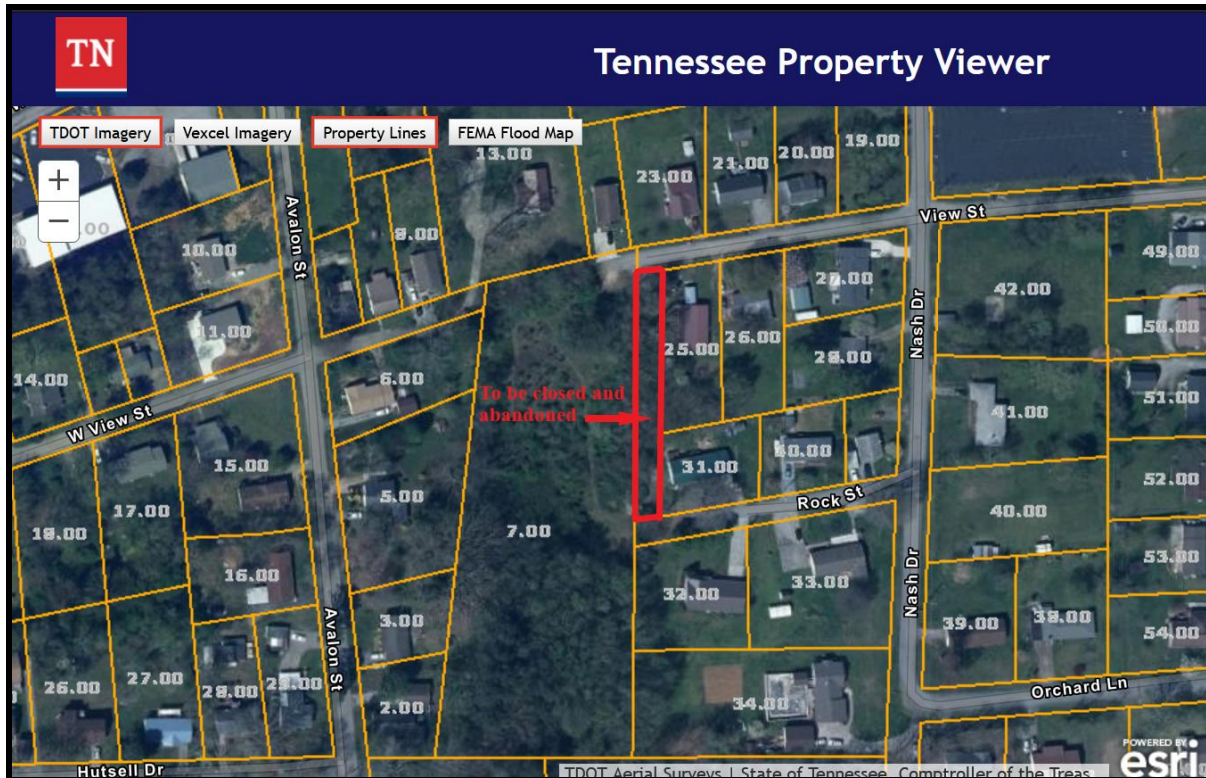 TN
Tennessee Property Viewer
TDOT Imagery
Vexcel Imagery
Property Lines
FEMA Flood Map
+
−
13.00
23.00
21.00
20.00
19.00
View St
Avalon St
9.00
10.00
49.00
11.00
27.00
42.00
50.00
Nash Dr
25.00
26.00
29.00
14.00
6.00
To be closed and
abandoned
51.00
41.00
W View St
15.00
31.00
30.00
52.00
Rock St
5.00
17.00
7.00
40.00
18.00
53.00
16.00
32.00
33.00
Nash Dr
3.00
39.00
38.00
54.00
Avalon St
26.00
27.00
28.00
2.00
34.00
Orchard Ln
POWERED BY
esri
Hutsell Dr
TDOT Aerial Surveys | State of Tennessee, Comptroller of the Treas